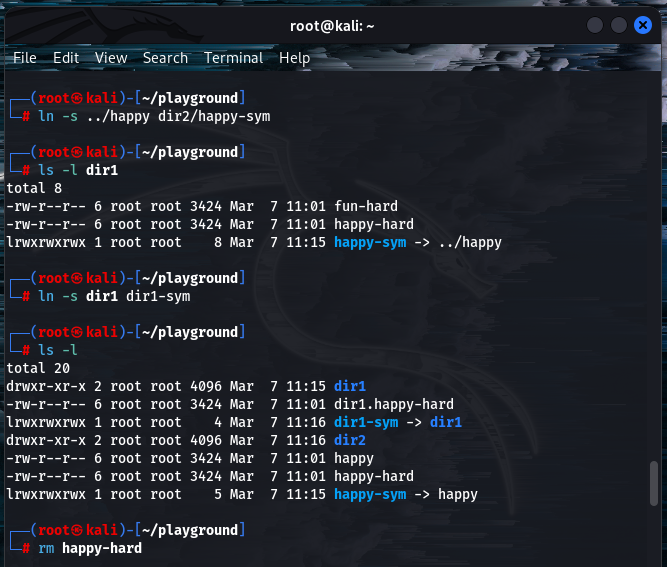 root@kali: ~
File Edit View Search Terminal Help
┌──(root㉿kali)-[~/playground]
└─# ln -s ../happy dir2/happy-sym
┌──(root㉿kali)-[~/playground]
└─# ls -l dir1
total 8
-rw-r--r-- 6 root root 3424 Mar  7 11:01 fun-hard
-rw-r--r-- 6 root root 3424 Mar  7 11:01 happy-hard
lrwxrwxrwx 1 root root    8 Mar  7 11:15 happy-sym -> ../happy
┌──(root㉿kali)-[~/playground]
└─# ln -s dir1 dir1-sym
┌──(root㉿kali)-[~/playground]
└─# ls -l
total 20
drwxr-xr-x 2 root root 4096 Mar  7 11:15 dir1
-rw-r--r-- 6 root root 3424 Mar  7 11:01 dir1.happy-hard
lrwxrwxrwx 1 root root    4 Mar  7 11:16 dir1-sym -> dir1
drwxr-xr-x 2 root root 4096 Mar  7 11:16 dir2
-rw-r--r-- 6 root root 3424 Mar  7 11:01 happy
-rw-r--r-- 6 root root 3424 Mar  7 11:01 happy-hard
lrwxrwxrwx 1 root root    5 Mar  7 11:15 happy-sym -> happy
┌──(root㉿kali)-[~/playground]
└─# rm happy-hard